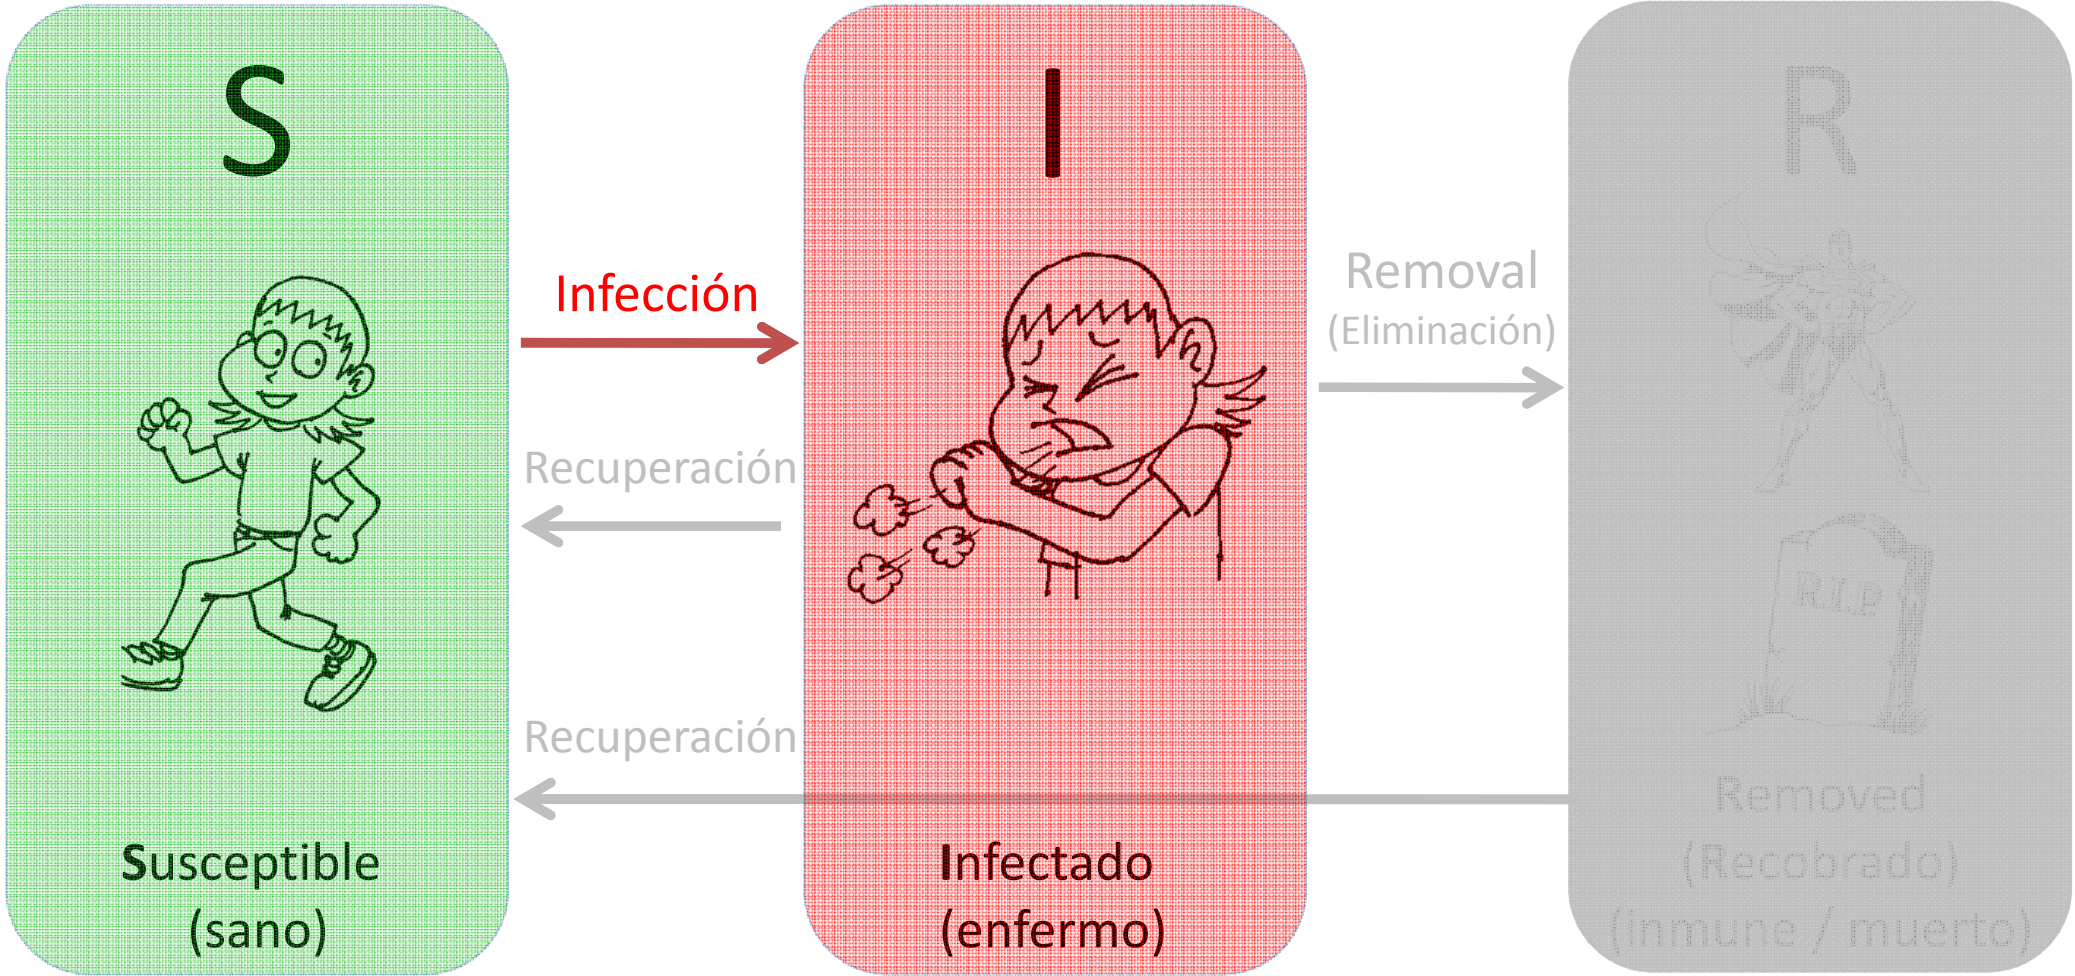 S
Susceptible
(sano)
Infección
Recuperación
Recuperación
I
Infectado
(enfermo)
Removal
(Eliminación)
R
R.I.P
Removed
(Recobrado)
(inmune / muerto)